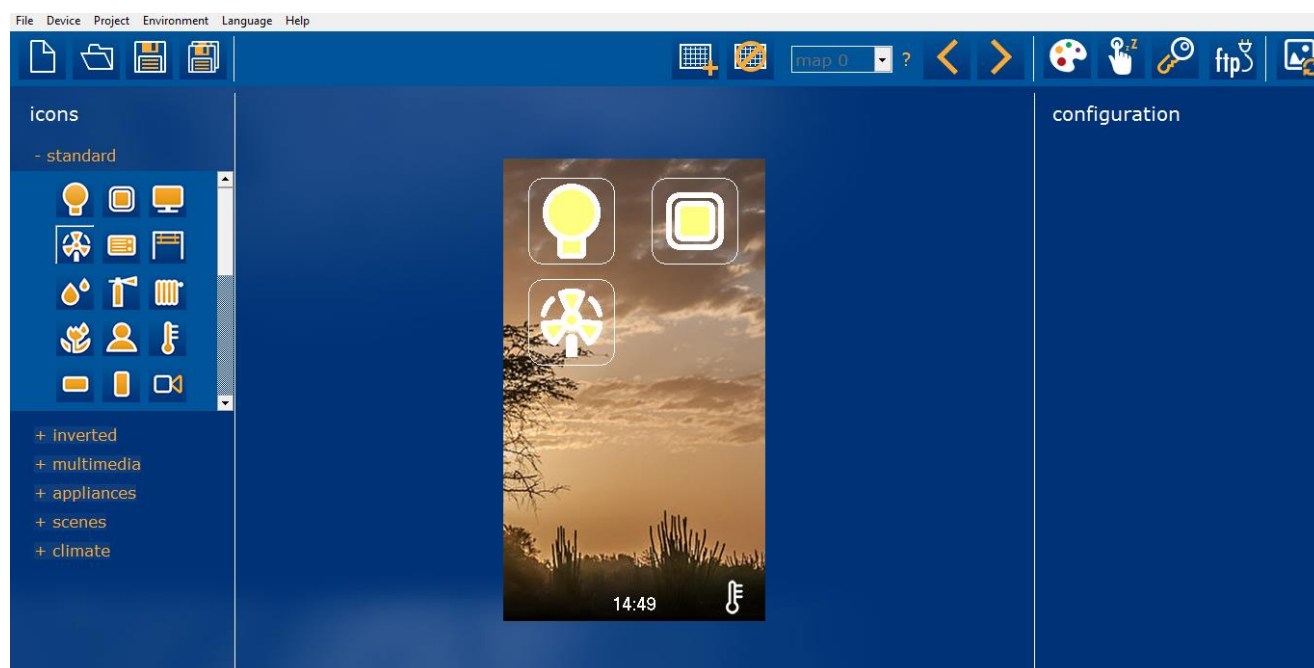 File Device Project Environment Language Help
map 0 ?
ftp
icons
configuration
- standard
+ inverted
+ multimedia
+ appliances
+ scenes
+ climate
14:49